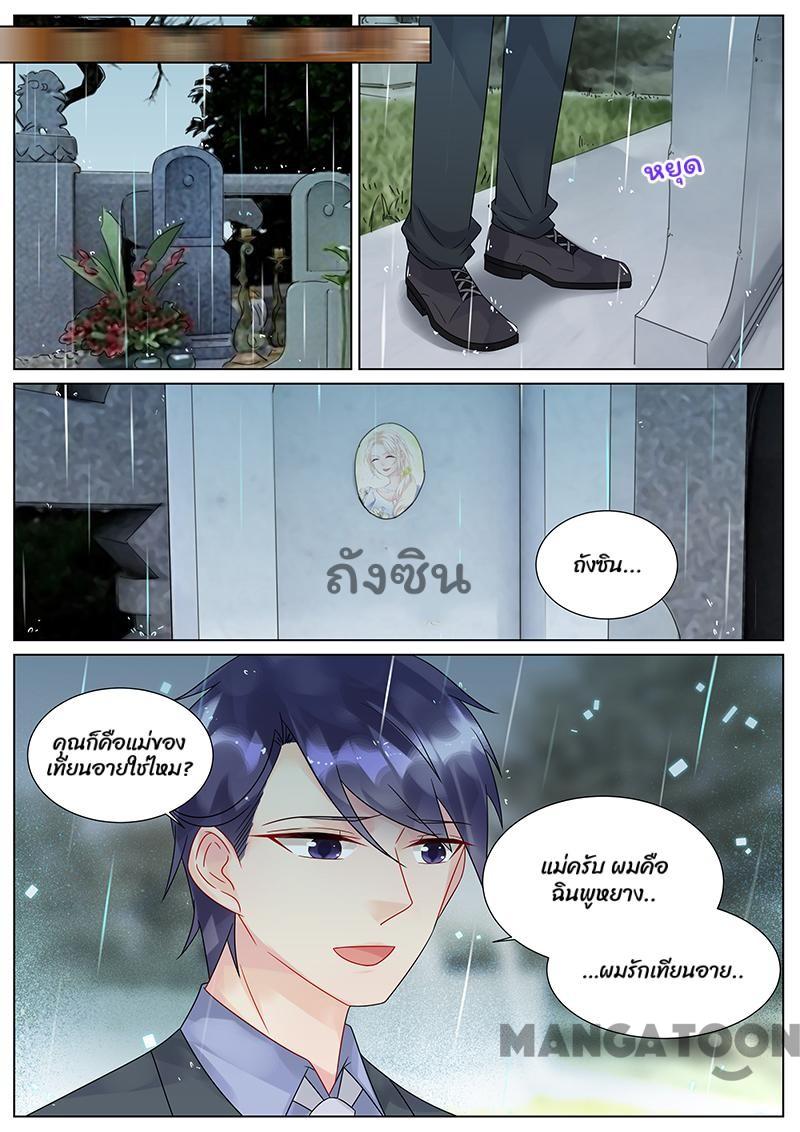 หยุด
ถังซิน
ถังซิน...
คุณก็คือแม่ของ
เทียนอายใช่ไหม?
แม่ครับ ผมคือ
ฉินพูหยาง..
...ผมรักเทียนอาย..
MANGATOON